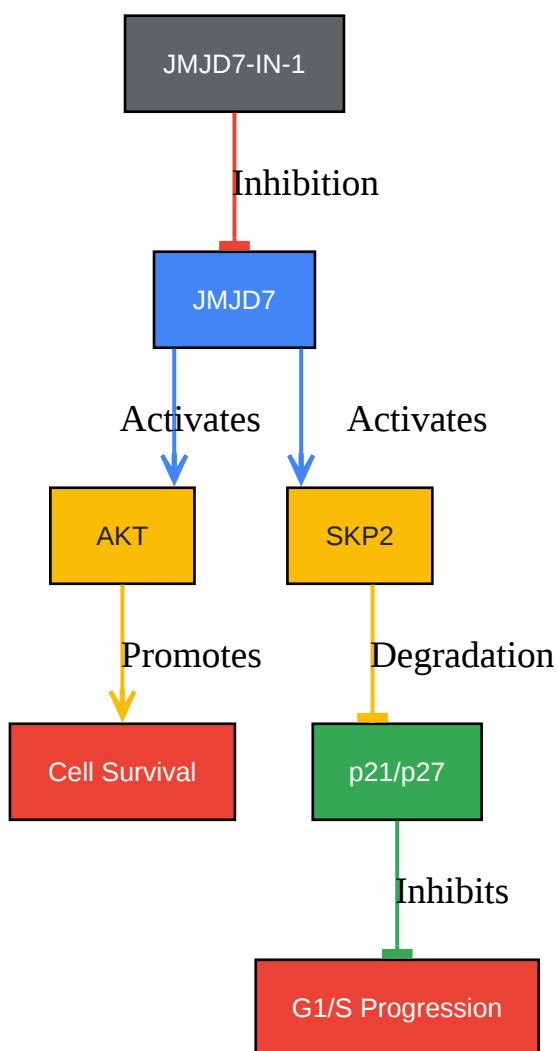 JMJD7-IN-1
Inhibition
JMJD7
Activates
Activates
AKT
SKP2
Promotes
Degradation
Cell Survival
p21/p27
Inhibits
G1/S Progression